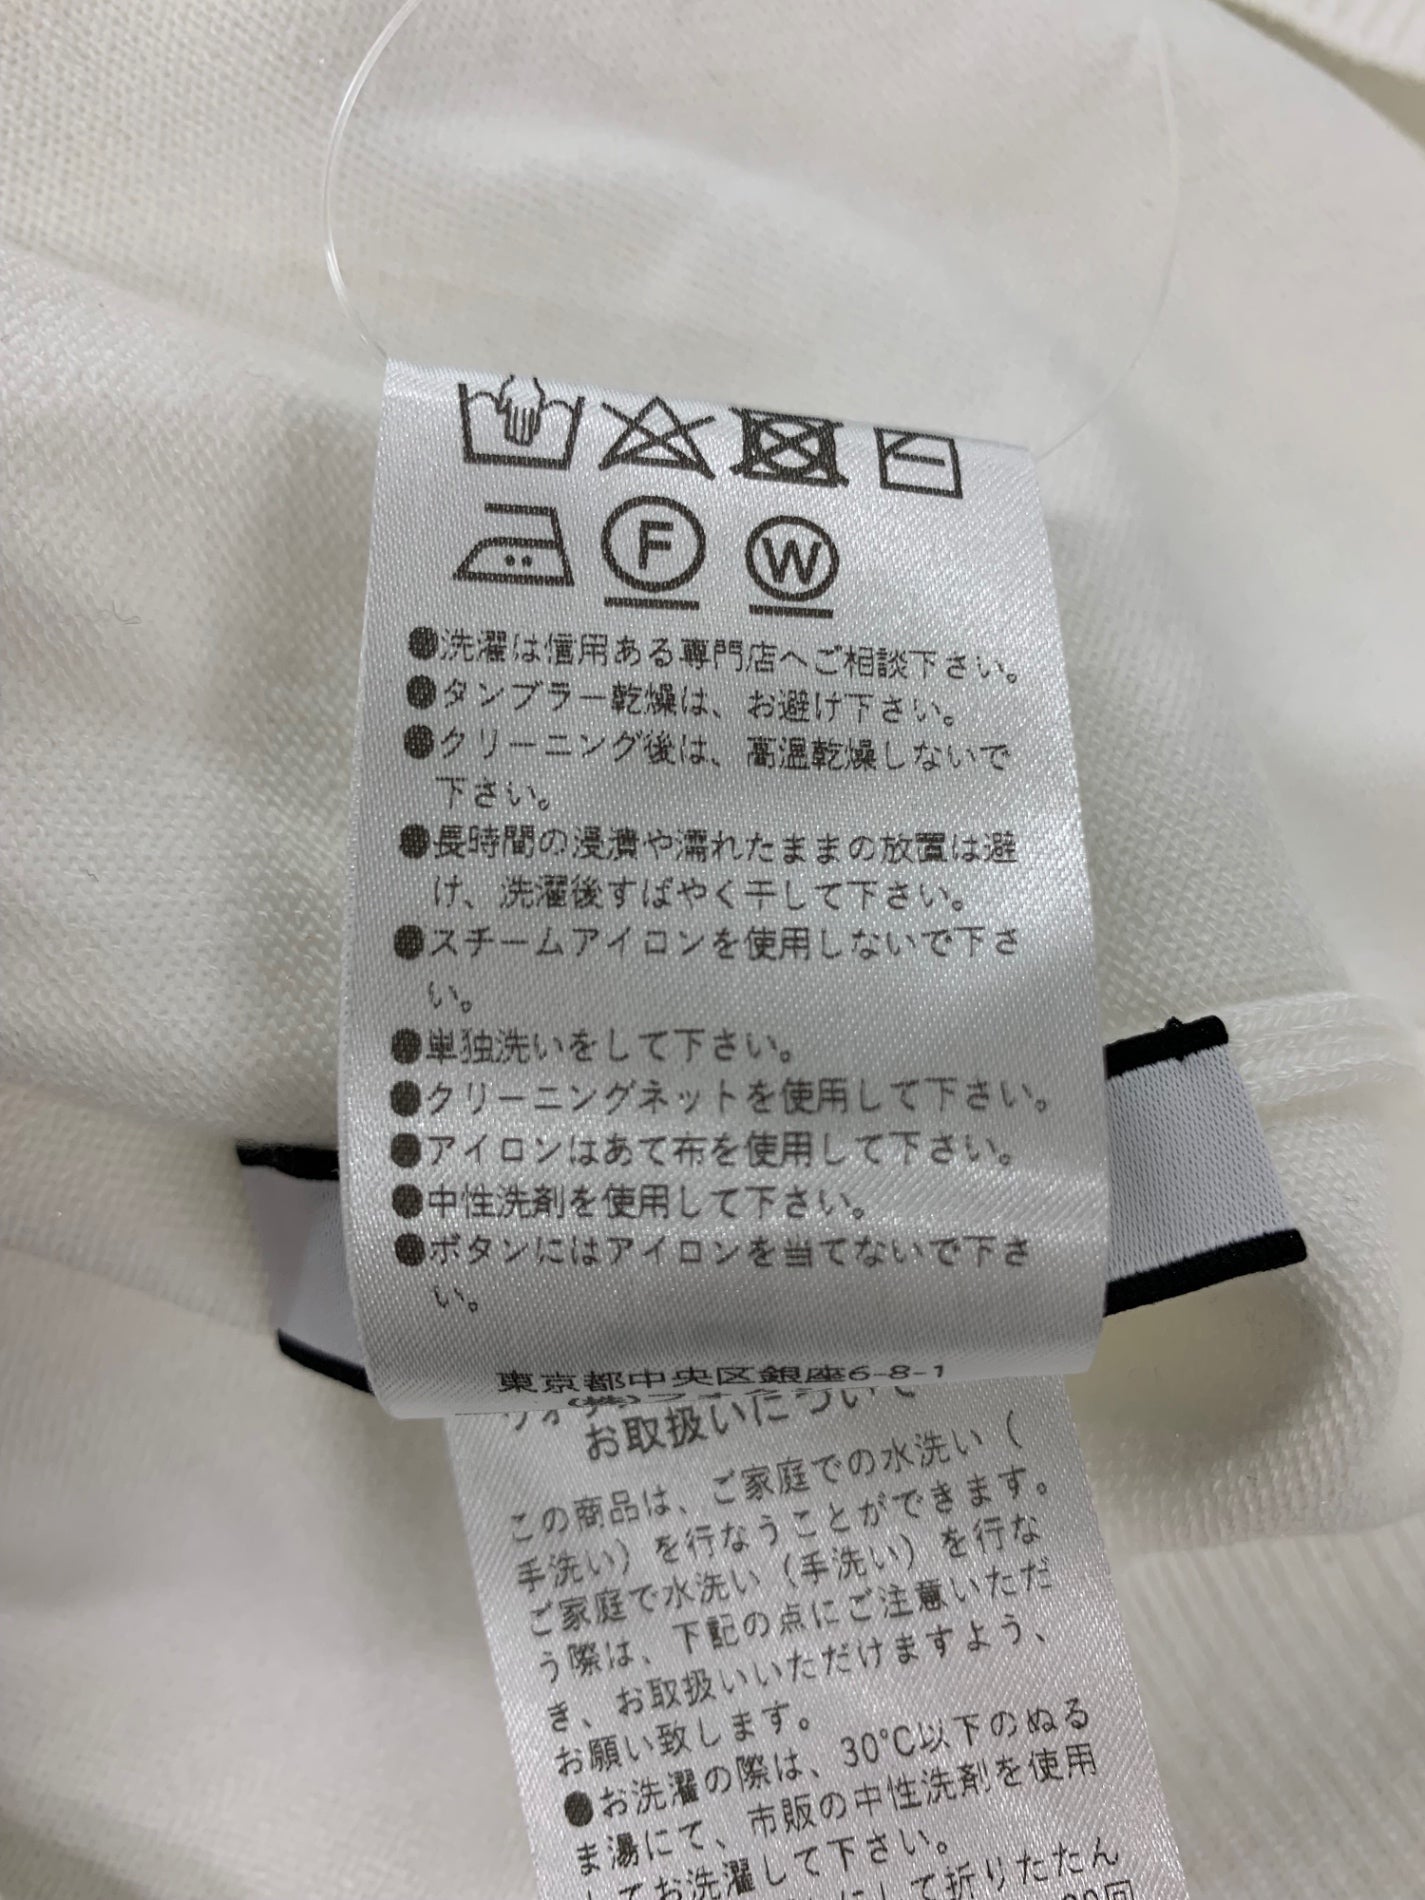 F W
●洗濯は信用ある専門店へご相談下さい。
●タンブラー乾燥は、お避け下さい。
●クリーニング後は、高温乾燥しないで
下さい。
●長時間の浸漬や濡れたままの放置は避
け、洗濯後すばやく干して下さい。
●スチームアイロンを使用しないで下さ
い。
●単独洗いをして下さい。
●クリーニングネットを使用して下さい。
●アイロンはあて布を使用して下さい。
●中性洗剤を使用して下さい。
●ボタンにはアイロンを当てないで下さ
い。
東京都中央区銀座6-8-1
お取扱いについて
この商品は、ご家庭での水洗い（
手洗い）を行なうことができます。
ご家庭で水洗い（手洗い）を行な
う際は、下記の点にご注意いただ
き、お取扱いいただけますよう、
お願い致します。
●お洗濯の際は、30℃以下のぬる
ま湯にて、市販の中性洗剤を使用
してお洗濯して下さい。
にして折りたたん